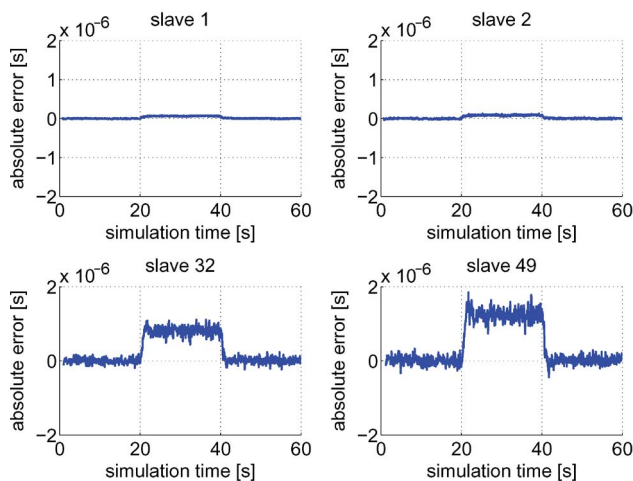 x 10⁻⁶ slave 1
2
1
0
−1
−2
absolute error [s]
0 20 40 60
simulation time [s]
x 10⁻⁶ slave 2
2
1
0
−1
−2
absolute error [s]
0 20 40 60
simulation time [s]
x 10⁻⁶ slave 32
2
0
−2
absolute error [s]
0 20 40 60
simulation time [s]
x 10⁻⁶ slave 49
2
0
−2
absolute error [s]
0 20 40 60
simulation time [s]